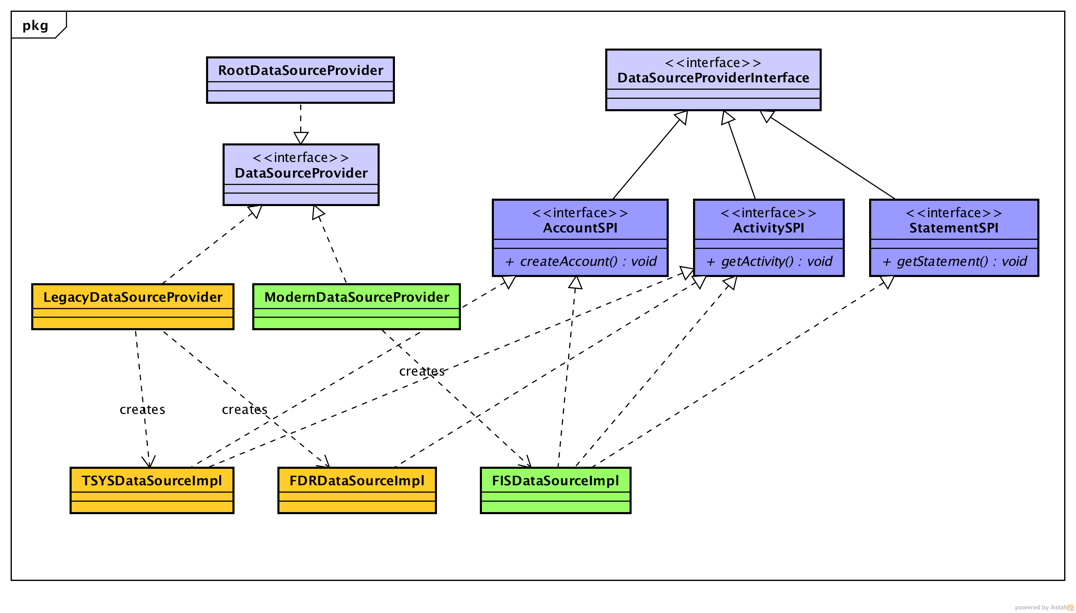 pkg
RootDataSourceProvider
<<interface>>
DataSourceProviderInterface
<<interface>>
DataSourceProvider
<<interface>>
AccountSPI
+ createAccount() : void
<<interface>>
ActivitySPI
+ getActivity() : void
<<interface>>
StatementSPI
+ getStatement() : void
LegacyDataSourceProvider
ModernDataSourceProvider
creates
creates
creates
TSYSDataSourceImpl
FDRDataSourceImpl
FISDataSourceImpl
powered by Astah